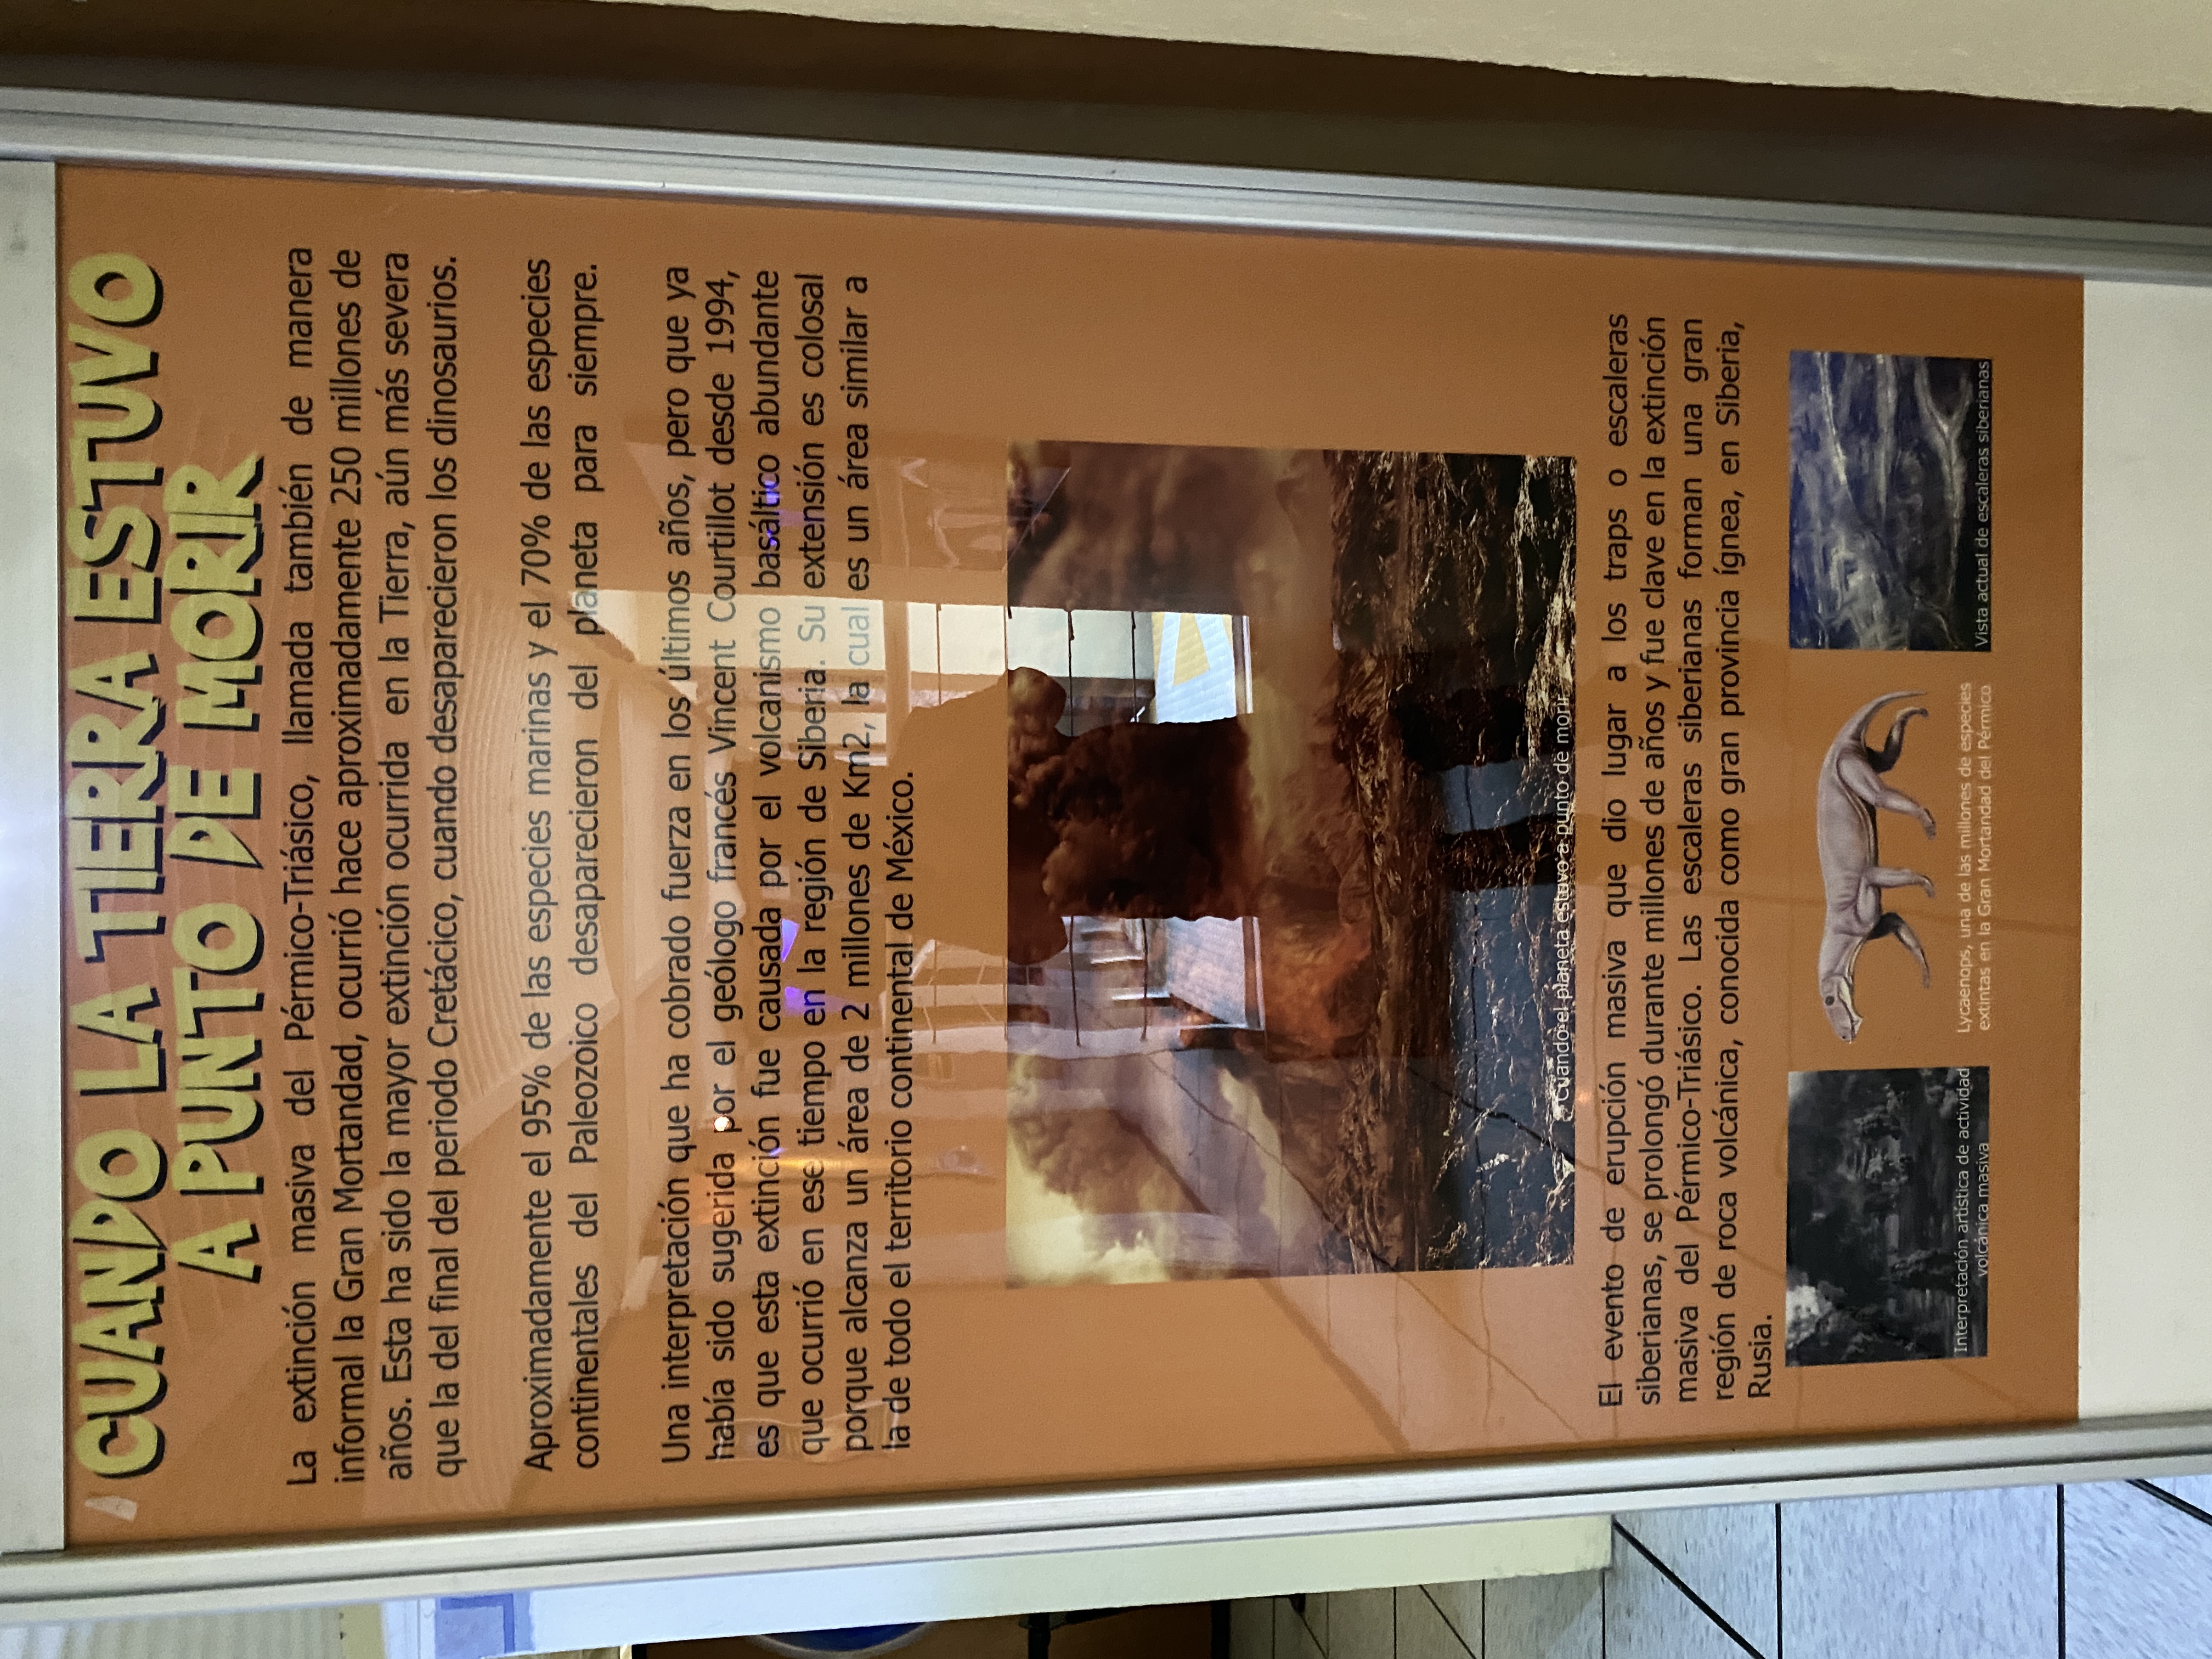 CUANDO LA TIERRA ESTUVO
A PUNTO DE MORIR
La extinción masiva del Pérmico-Triásico, llamada también de manera
informal la Gran Mortandad, ocurrió hace aproximadamente 250 millones de
años. Esta ha sido la mayor extinción ocurrida en la Tierra, aún más severa
que la del final del periodo Cretácico, cuando desaparecieron los dinosaurios.
Aproximadamente el 95% de las especies marinas y el 70% de las especies
continentales del Paleozoico desaparecieron del planeta para siempre.
Una interpretación que ha cobrado fuerza en los últimos años, pero que ya
había sido sugerida por el geólogo francés Vincent Courtillot desde 1994,
es que esta extinción fue causada por el volcanismo basáltico abundante
que ocurrió en ese tiempo en la región de Siberia. Su extensión es colosal
porque alcanza un área de 2 millones de Km2, la cual es un área similar a
la de todo el territorio continental de México.
Cuando el planeta estuvo a punto de morir
El evento de erupción masiva que dio lugar a los traps o escaleras
siberianas, se prolongó durante millones de años y fue clave en la extinción
masiva del Pérmico-Triásico. Las escaleras siberianas forman una gran
región de roca volcánica, conocida como gran provincia ígnea, en Siberia,
Rusia.
Interpretación artística de actividad
volcánica masiva
Lycaenops, una de las millones de especies
extintas en la Gran Mortandad del Pérmico
Vista actual de escaleras siberianas